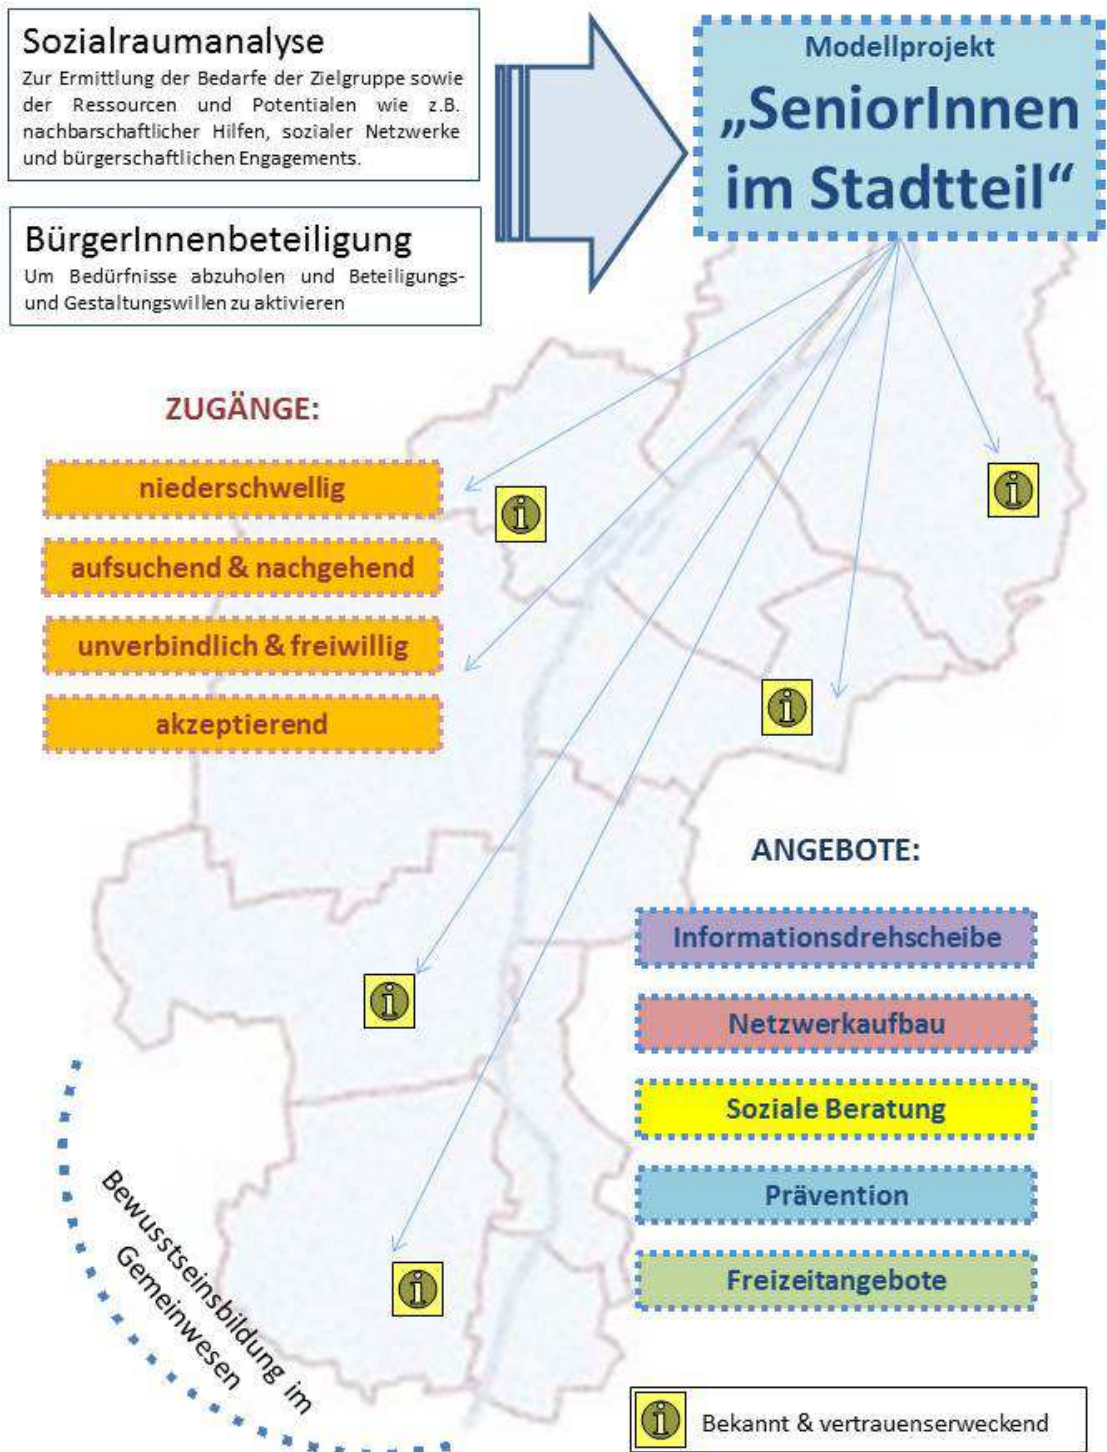 Sozialraumanalyse
Zur Ermittlung der Bedarfe der Zielgruppe sowie
der Ressourcen und Potentialen wie z.B.
nachbarschaftlicher Hilfen, sozialer Netzwerke
und bürgerschaftlichen Engagements.
BürgerInnenbeteiligung
Um Bedürfnisse abzuholen und Beteiligungs-
und Gestaltungswillen zu aktivieren
Modellprojekt
„SeniorInnen
im Stadtteil“
ZUGÄNGE:
niederschwellig
aufsuchend & nachgehend
unverbindlich & freiwillig
akzeptierend
ANGEBOTE:
Informationsdrehscheibe
Netzwerkaufbau
Soziale Beratung
Prävention
Freizeitangebote
Bewusstseinsbildung im
Gemeinwesen
Bekannt & vertrauenserweckend